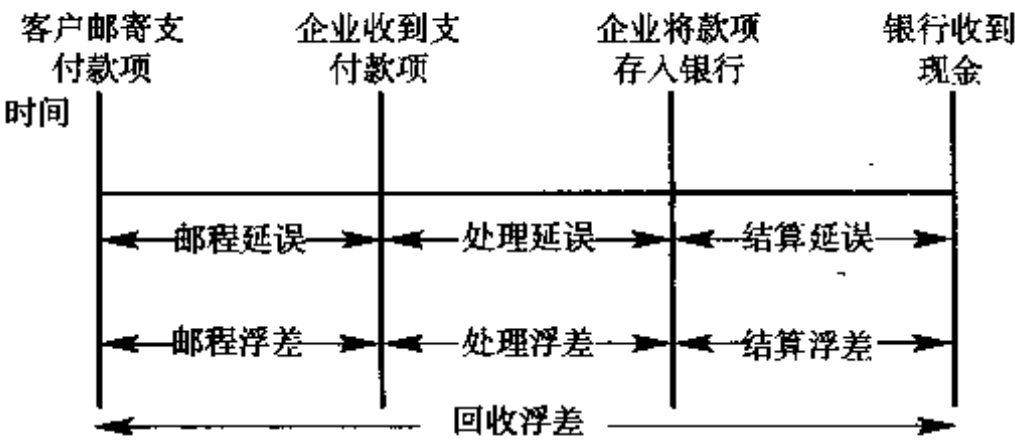 客户邮寄支 企业收到支 企业将款项 银行收到
付款项 付款项 存入银行 现金
时间
邮程延误 处理延误 结算延误
邮程浮差 处理浮差 结算浮差
回收浮差